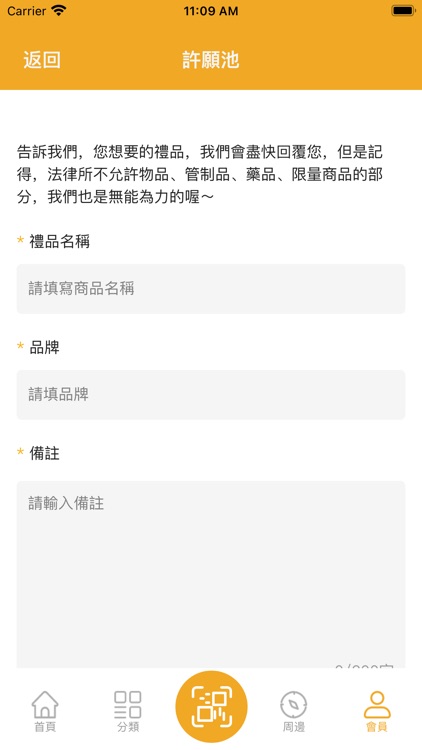 Carrier 11:09 AM
返回 許願池
告訴我們，您想要的禮品，我們會盡快回覆您，但是記
得，法律所不允許物品、管制品、藥品、限量商品的部
分，我們也是無能為力的喔～
* 禮品名稱
請填寫商品名稱
* 品牌
請填品牌
* 備註
請輸入備註
首頁 分類 周邊 會員